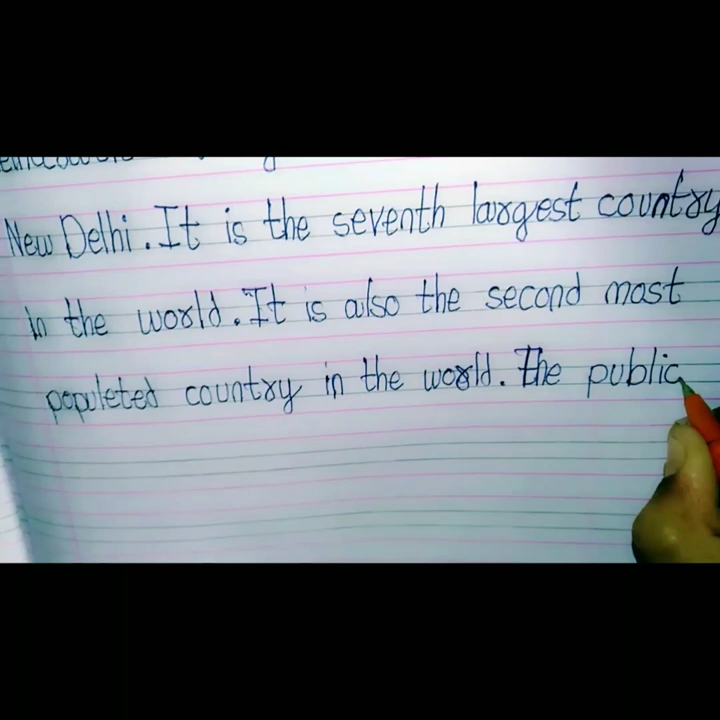 New Delhi. It is the seventh largest country
in the world. It is also the second most
populeted country in the world. The public